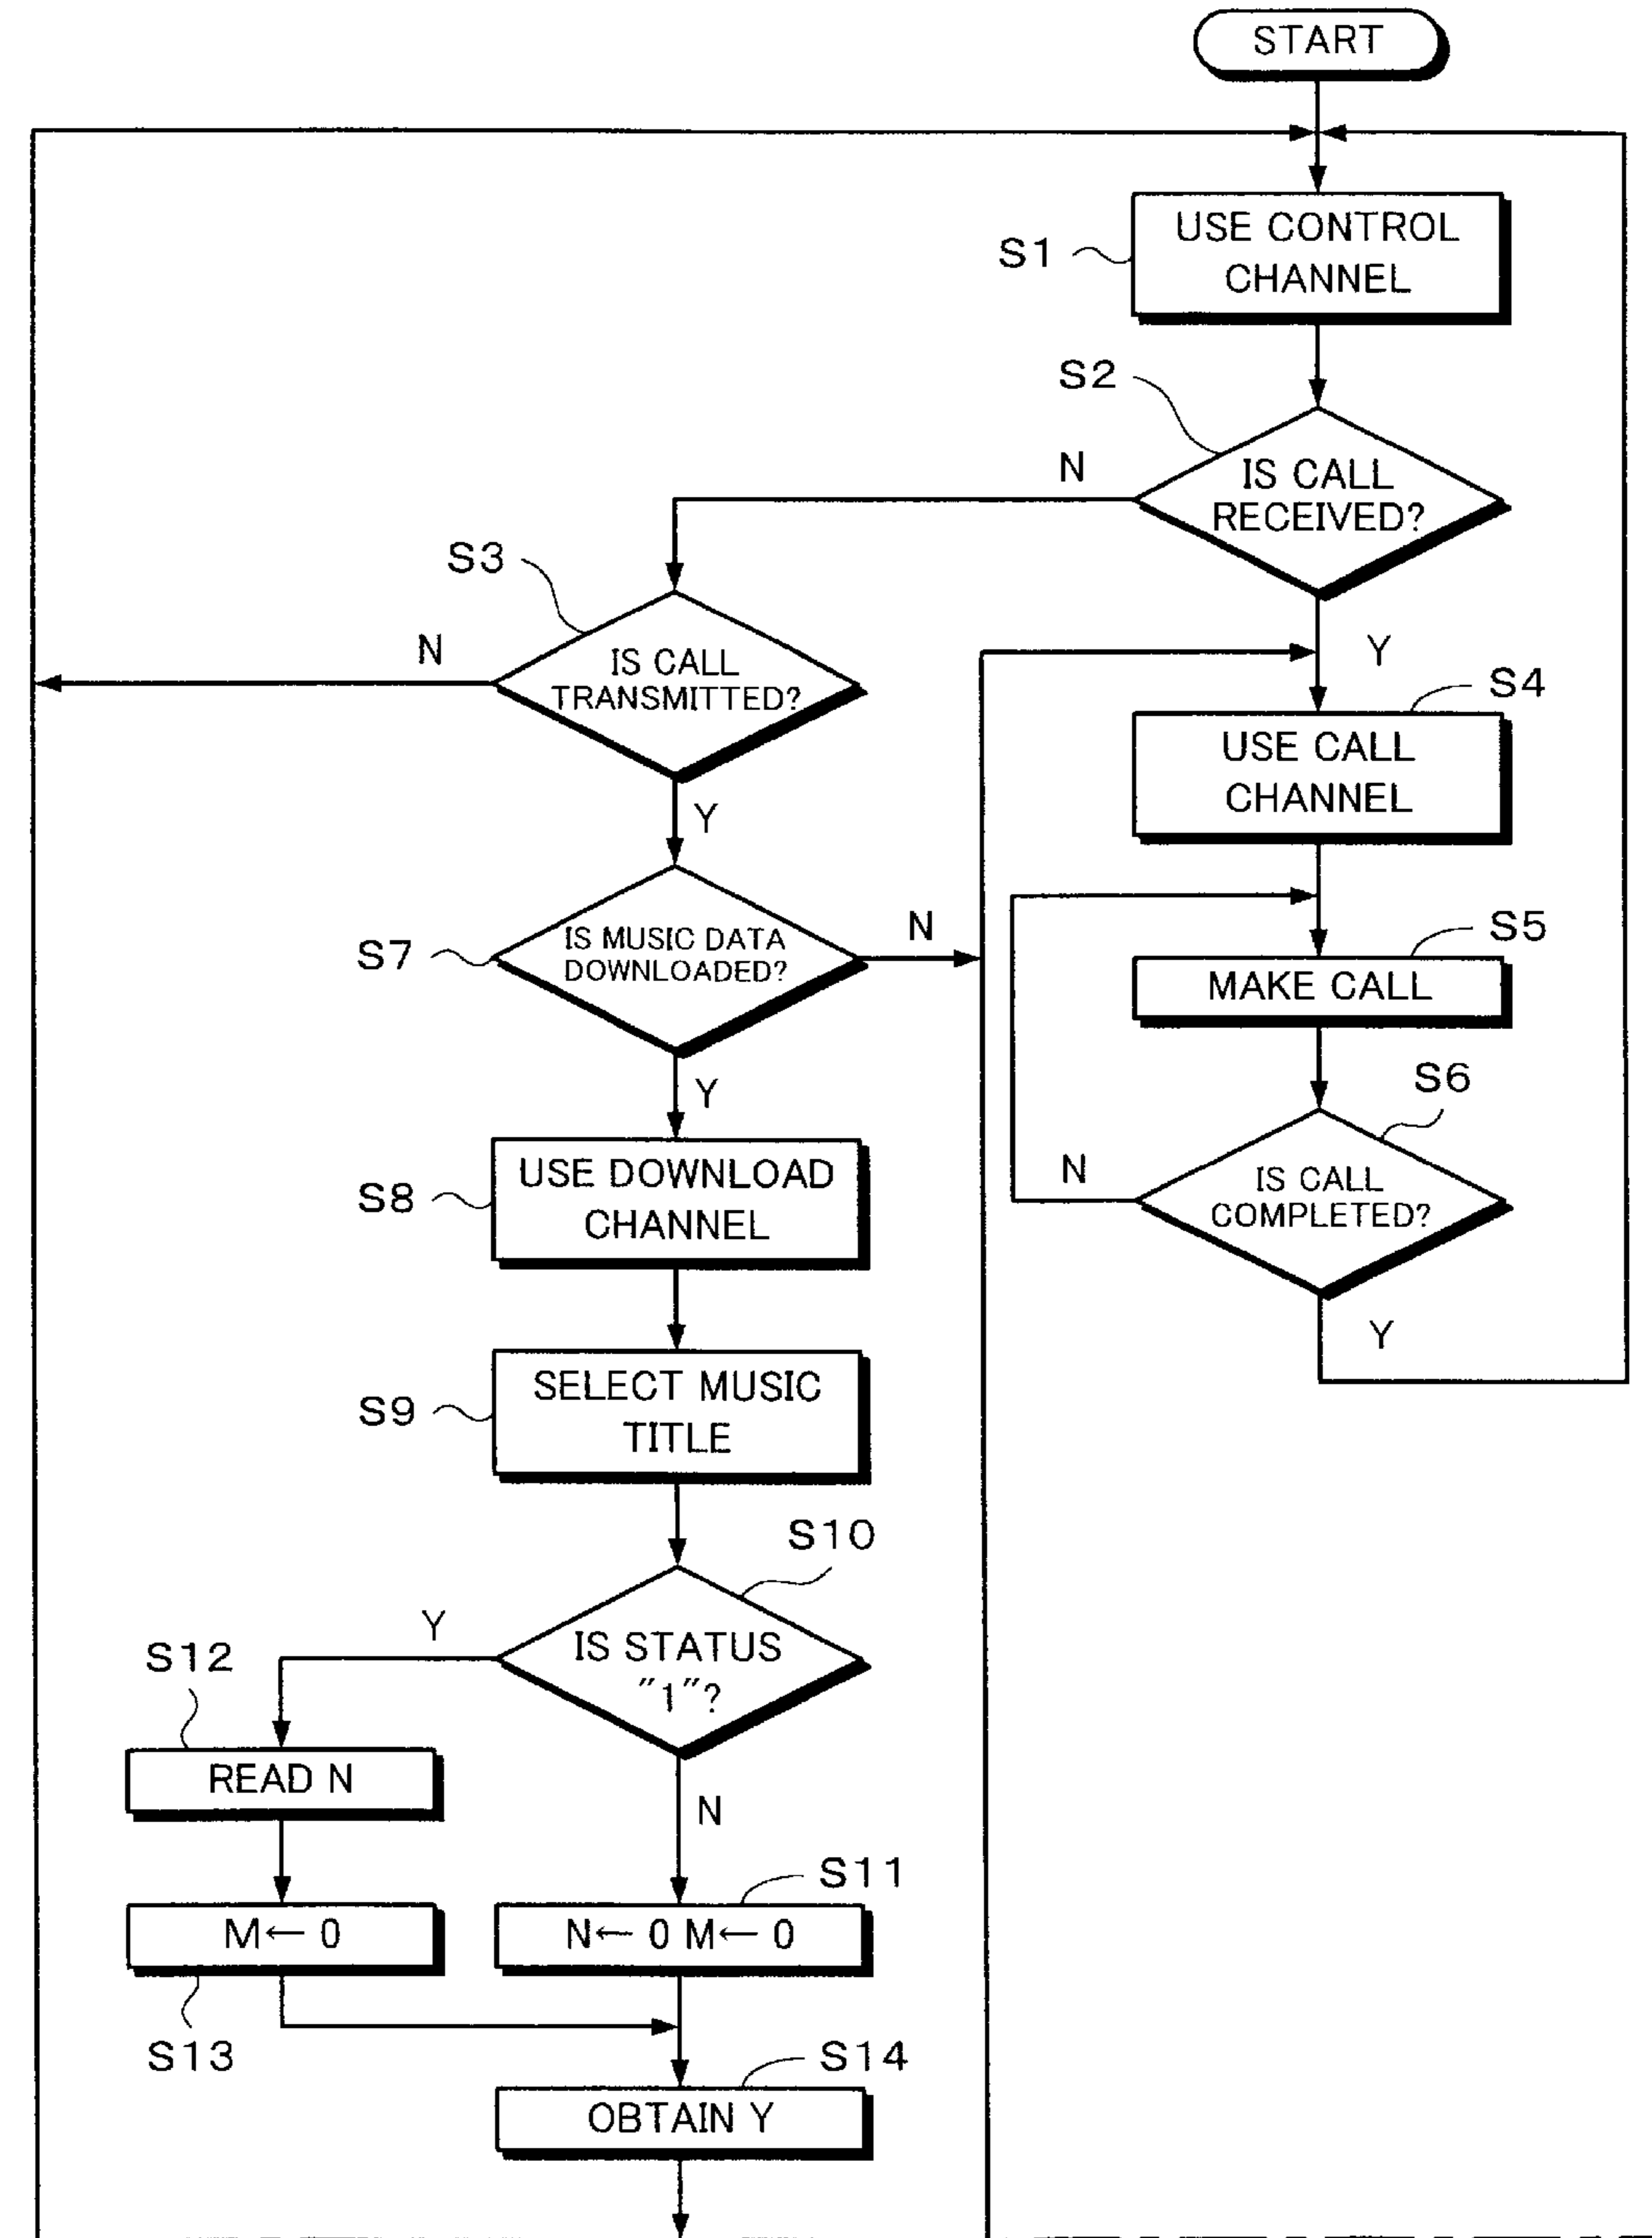 START
S1
USE CONTROL
CHANNEL
S2
N
IS CALL
RECEIVED?
S3
N
IS CALL
TRANSMITTED?
Y
Y
S4
USE CALL
CHANNEL
S7
IS MUSIC DATA
DOWNLOADED?
N
S5
MAKE CALL
Y
S6
N
IS CALL
COMPLETED?
Y
S8
USE DOWNLOAD
CHANNEL
S9
SELECT MUSIC
TITLE
S10
Y
IS STATUS
"1"?
S12
READ N
N
S11
M← 0
N← 0 M← 0
S13
S14
OBTAIN Y